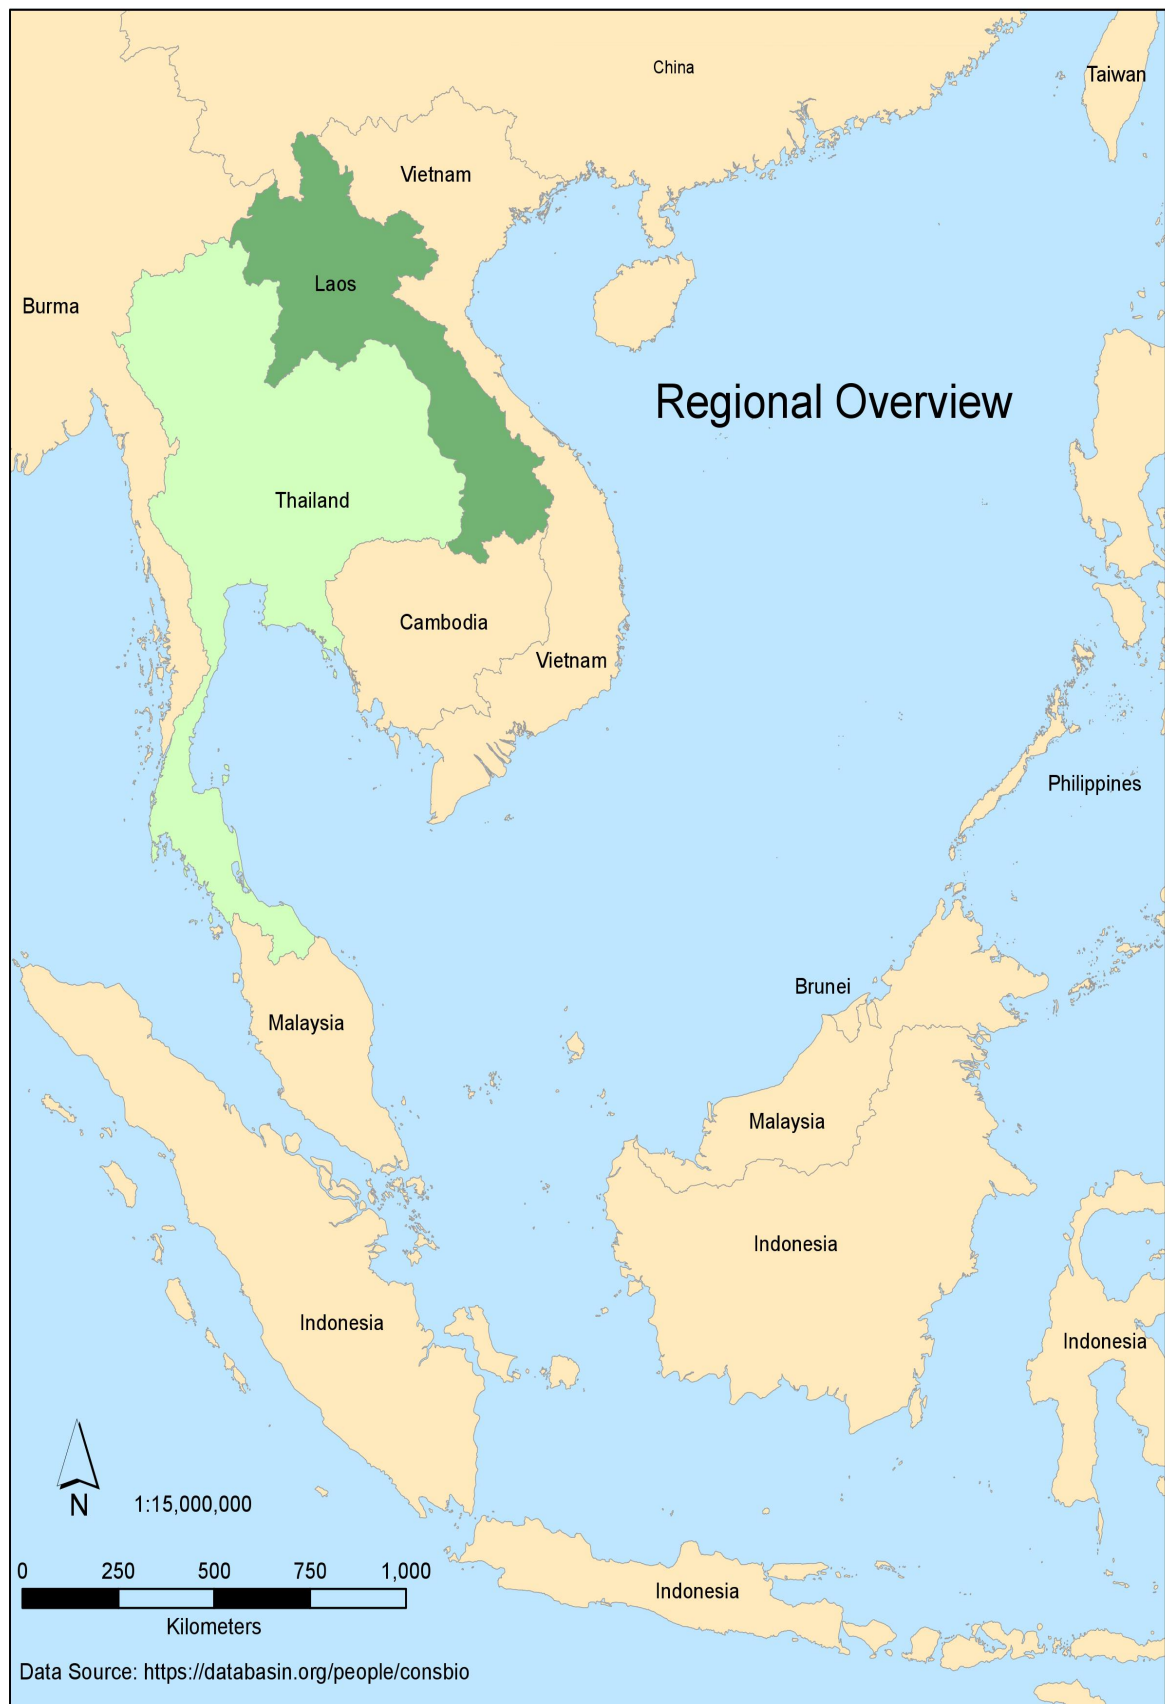 China
Taiwan
Vietnam
Laos
Burma
Regional Overview
Thailand
Cambodia
Vietnam
Philippines
Brunei
Malaysia
Malaysia
Indonesia
Indonesia
Indonesia
N
1:15,000,000
0 250 500 750 1,000
Kilometers
Indonesia
Data Source: https://databasin.org/people/consbio